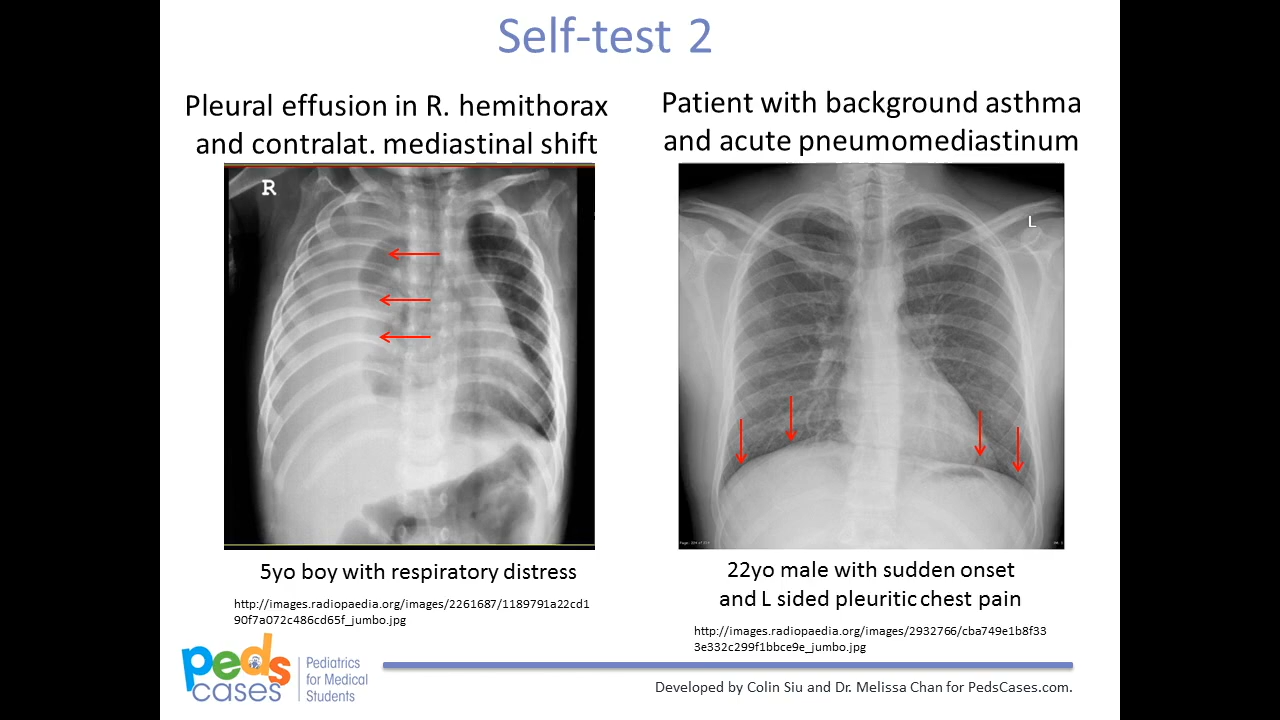 Self-test 2
Pleural effusion in R. hemithorax
and contralat. mediastinal shift
Patient with background asthma
and acute pneumomediastinum
R
L
5yo boy with respiratory distress
http://images.radiopaedia.org/images/2261687/1189791a22cd1
90f7a072c486cd65f_jumbo.jpg
22yo male with sudden onset
and L sided pleuritic chest pain
http://images.radiopaedia.org/images/2932766/cba749e1b8f33
3e332c299f1bbce9e_jumbo.jpg
peds
cases
Pediatrics
for Medical
Students
Developed by Colin Siu and Dr. Melissa Chan for PedsCases.com.